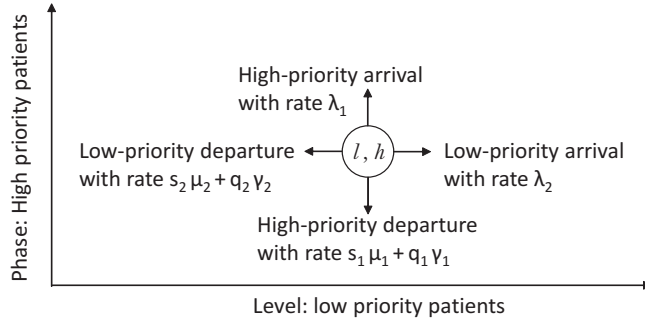 High-priority arrival
with rate λ₁
Low-priority departure
with rate s₂ μ₂ + q₂ γ₂
l, h
Low-priority arrival
with rate λ₂
High-priority departure
with rate s₁ μ₁ + q₁ γ₁
Phase: High priority patients
Level: low priority patients